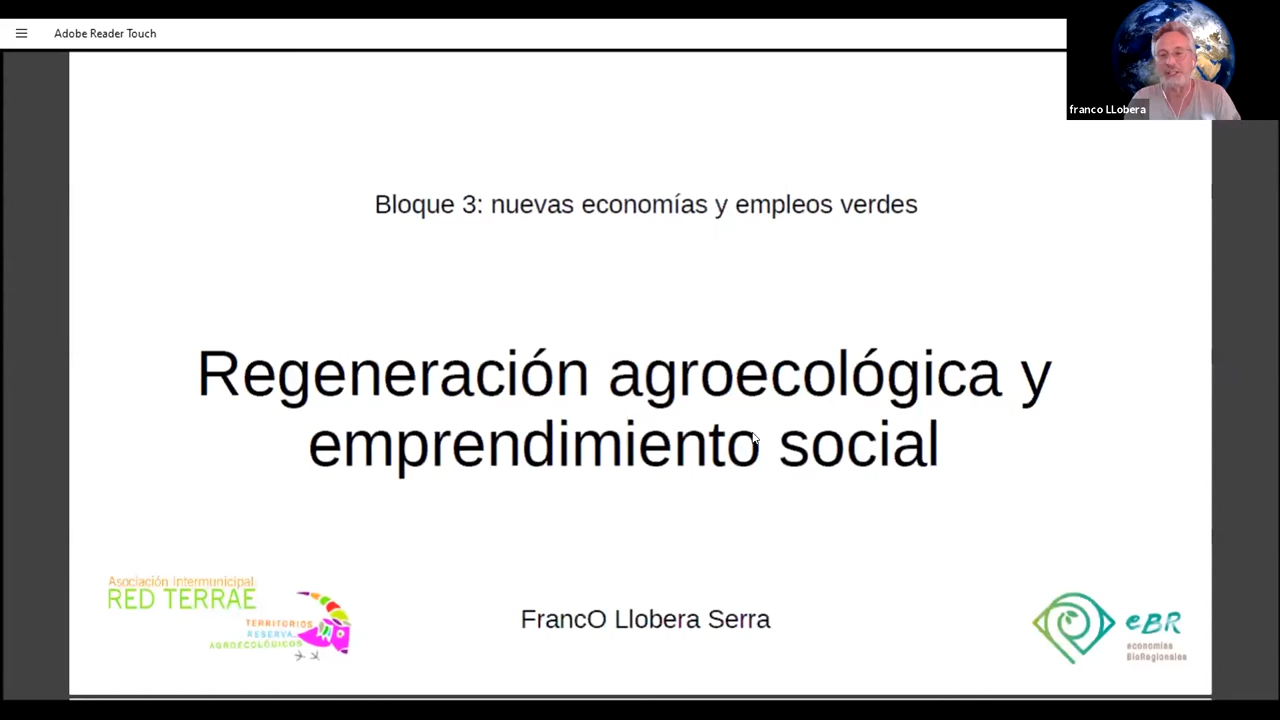 Adobe Reader Touch
franco LLobera
Bloque 3: nuevas economías y empleos verdes
Regeneración agroecológica y
emprendimiento social
Asociación Intermunicipal
RED TERRAE
TERRITORIOS
RESERVA
AGROECOLÓGICOS
FrancO Llobera Serra
eBR
economías
BioRegionales